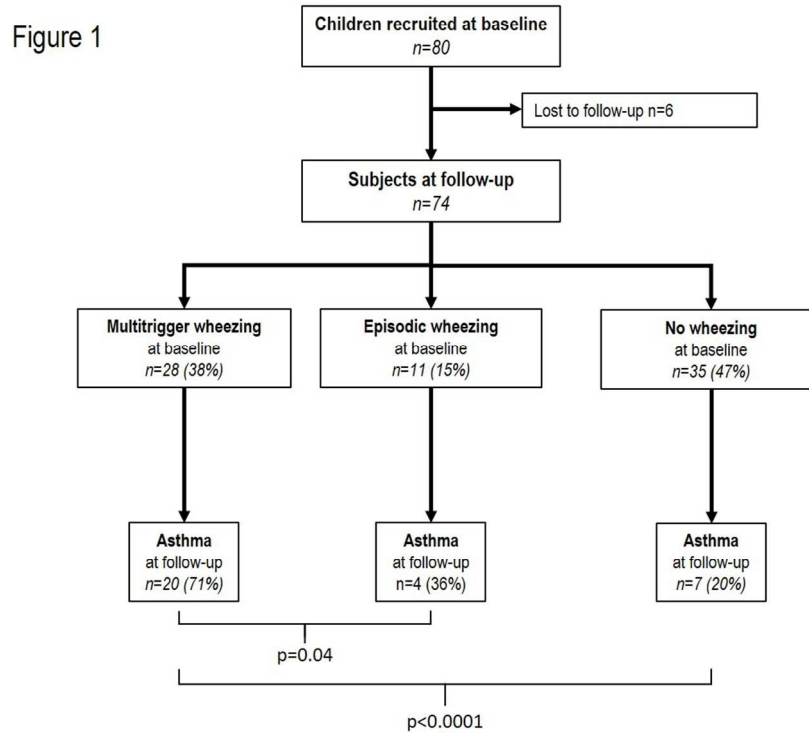 Figure 1
Children recruited at baseline
n=80
Lost to follow-up n=6
Subjects at follow-up
n=74
Multitrigger wheezing
at baseline
n=28 (38%)
Episodic wheezing
at baseline
n=11 (15%)
No wheezing
at baseline
n=35 (47%)
Asthma
at follow-up
n=20 (71%)
Asthma
at follow-up
n=4 (36%)
Asthma
at follow-up
n=7 (20%)
p=0.04
p<0.0001